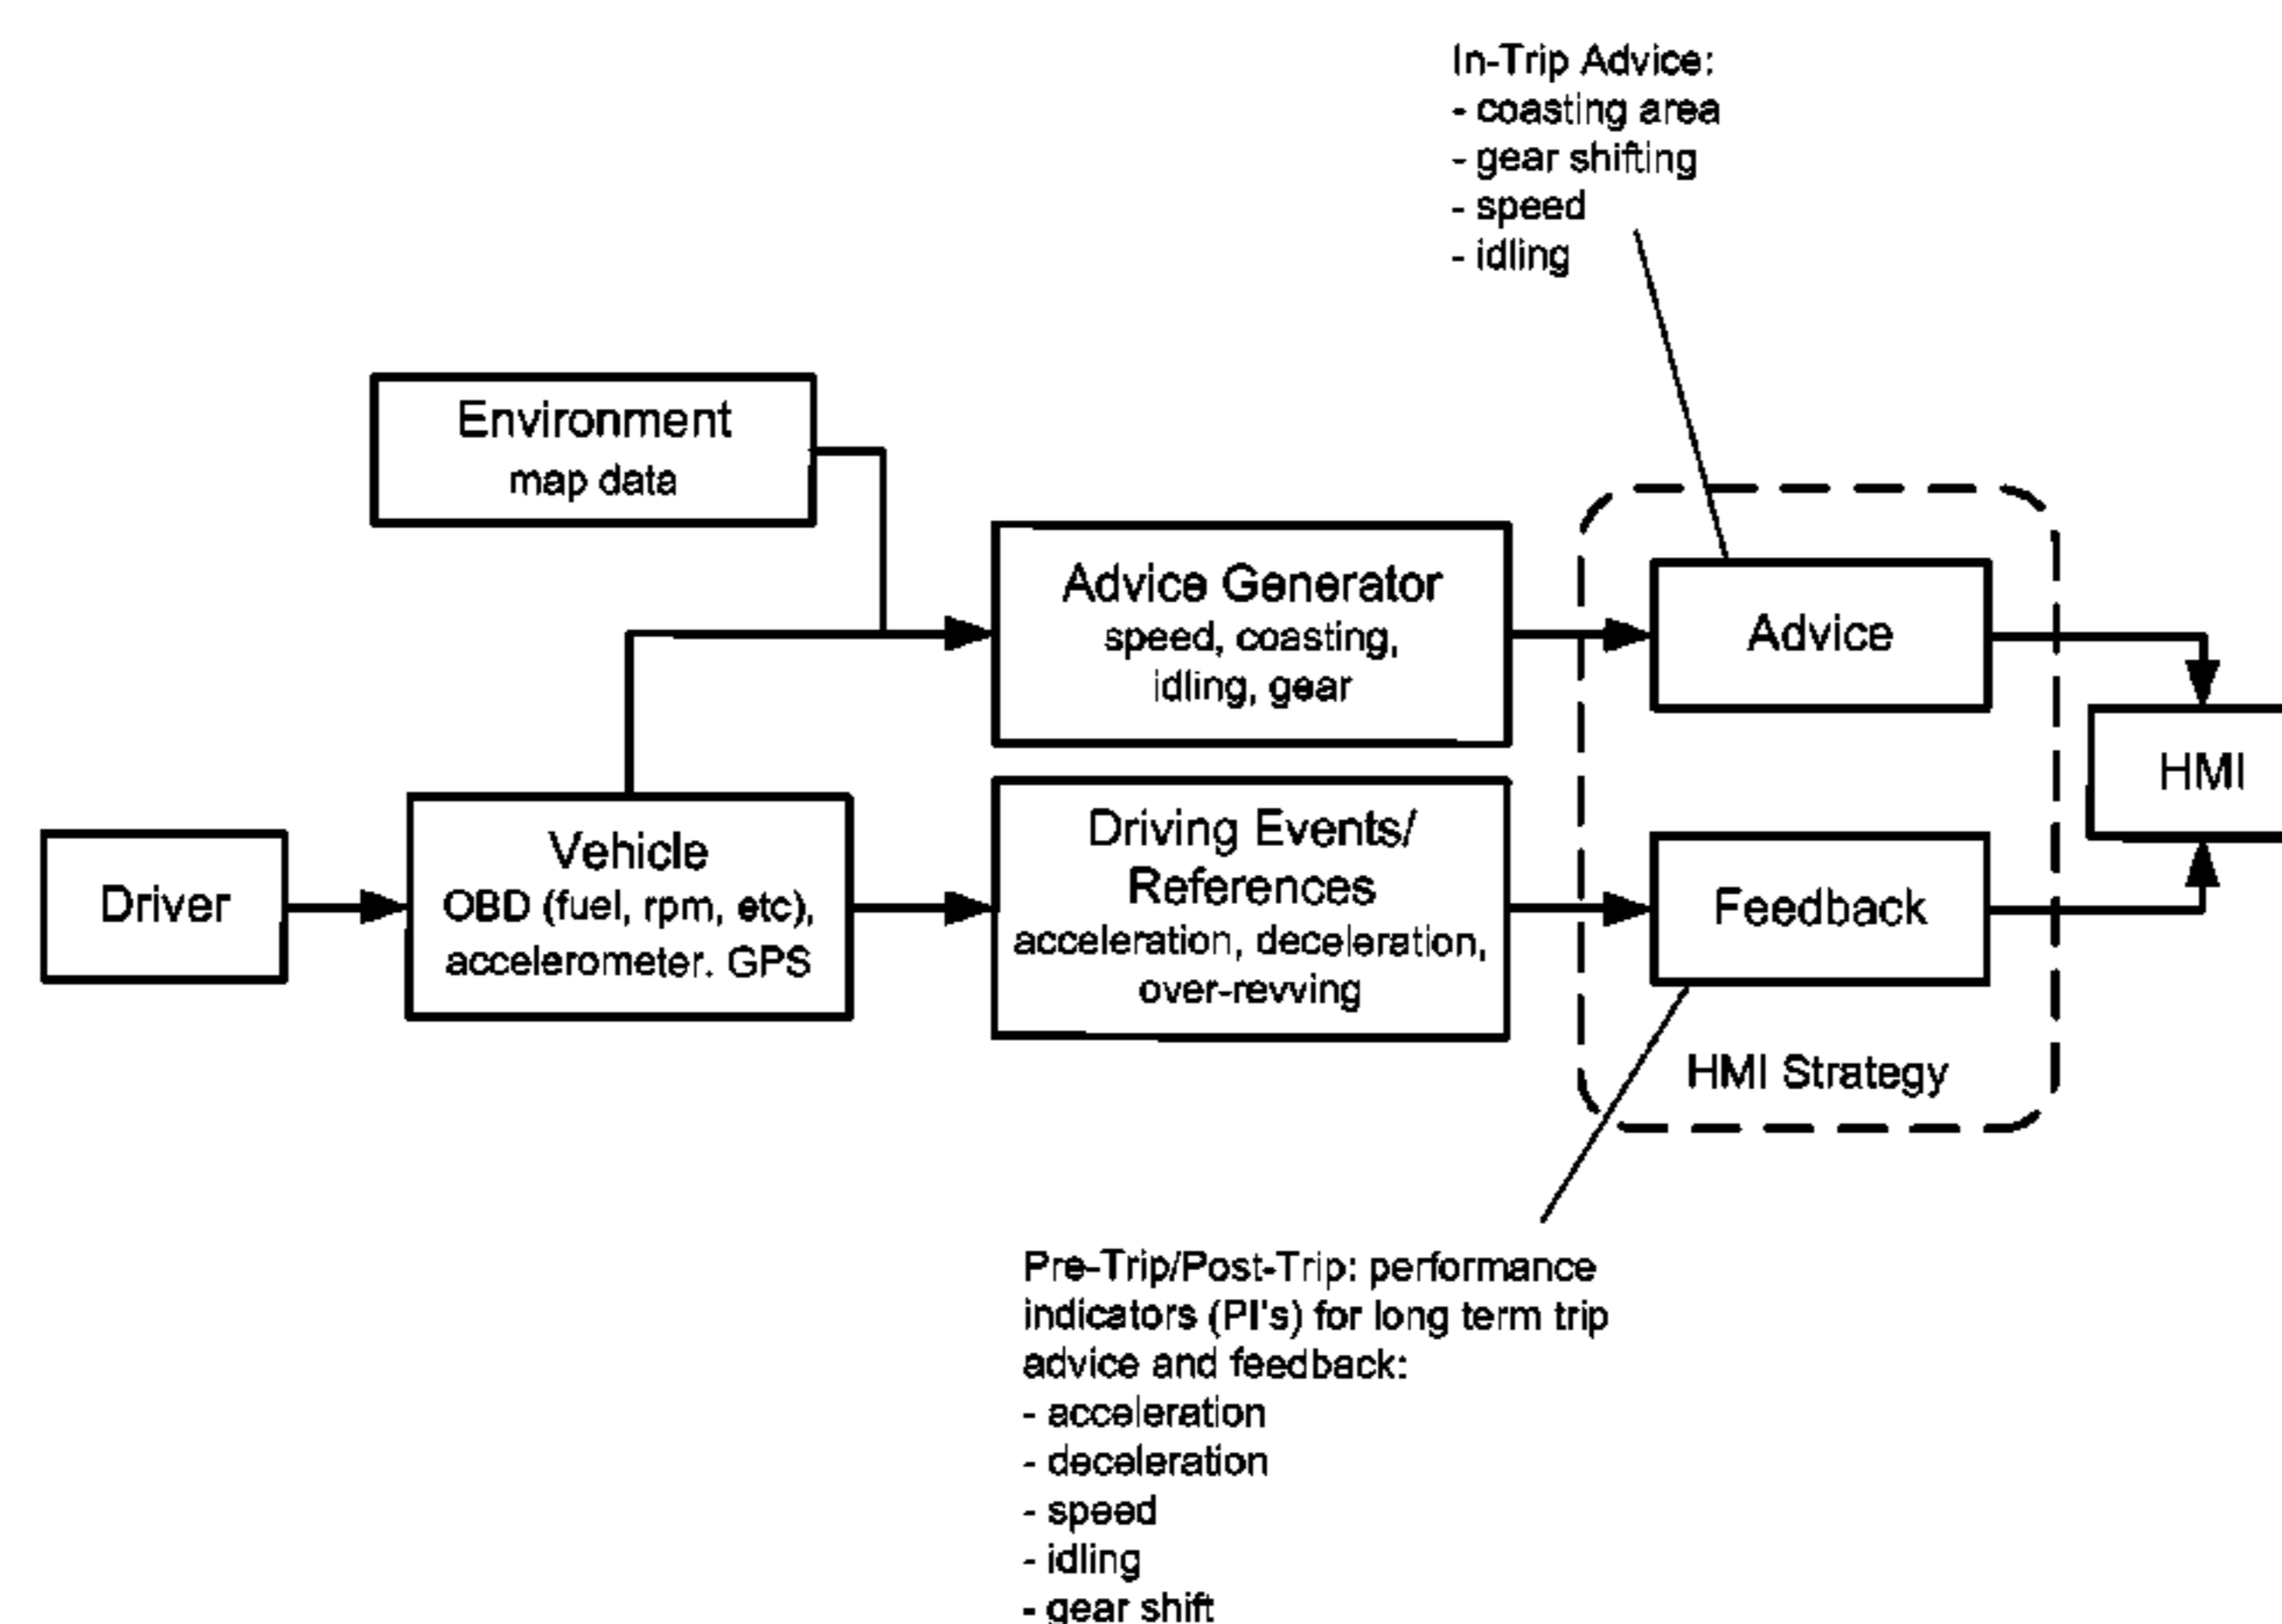 In-Trip Advice:
- coasting area
- gear shifting
- speed
- idling
Environment
map data
Advice Generator
speed, coasting,
idling, gear
Advice
HMI
Driver
Vehicle
OBD (fuel, rpm, etc),
accelerometer. GPS
Driving Events/
References
acceleration, deceleration,
over-revving
Feedback
HMI Strategy
Pre-Trip/Post-Trip: performance
indicators (PI's) for long term trip
advice and feedback:
- acceleration
- deceleration
- speed
- idling
- gear shift